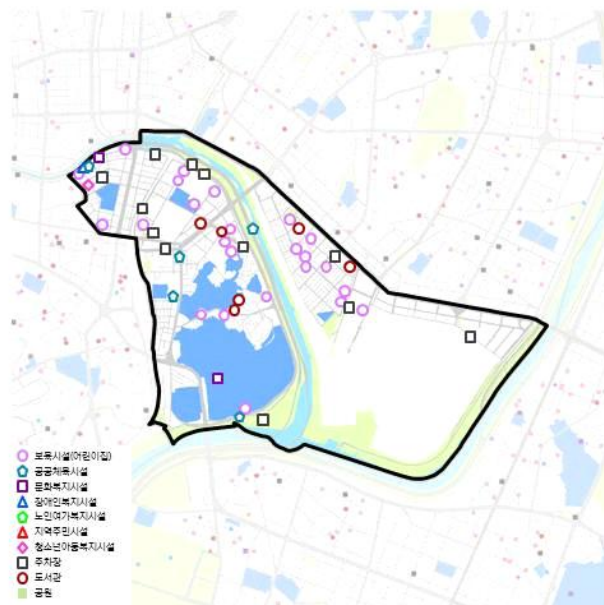 보육시설(어린이집)
공공체육시설
문화복지시설
장애인복지시설
노인여가복지시설
지역주민시설
청소년아동복지시설
주차장
도서관
공원